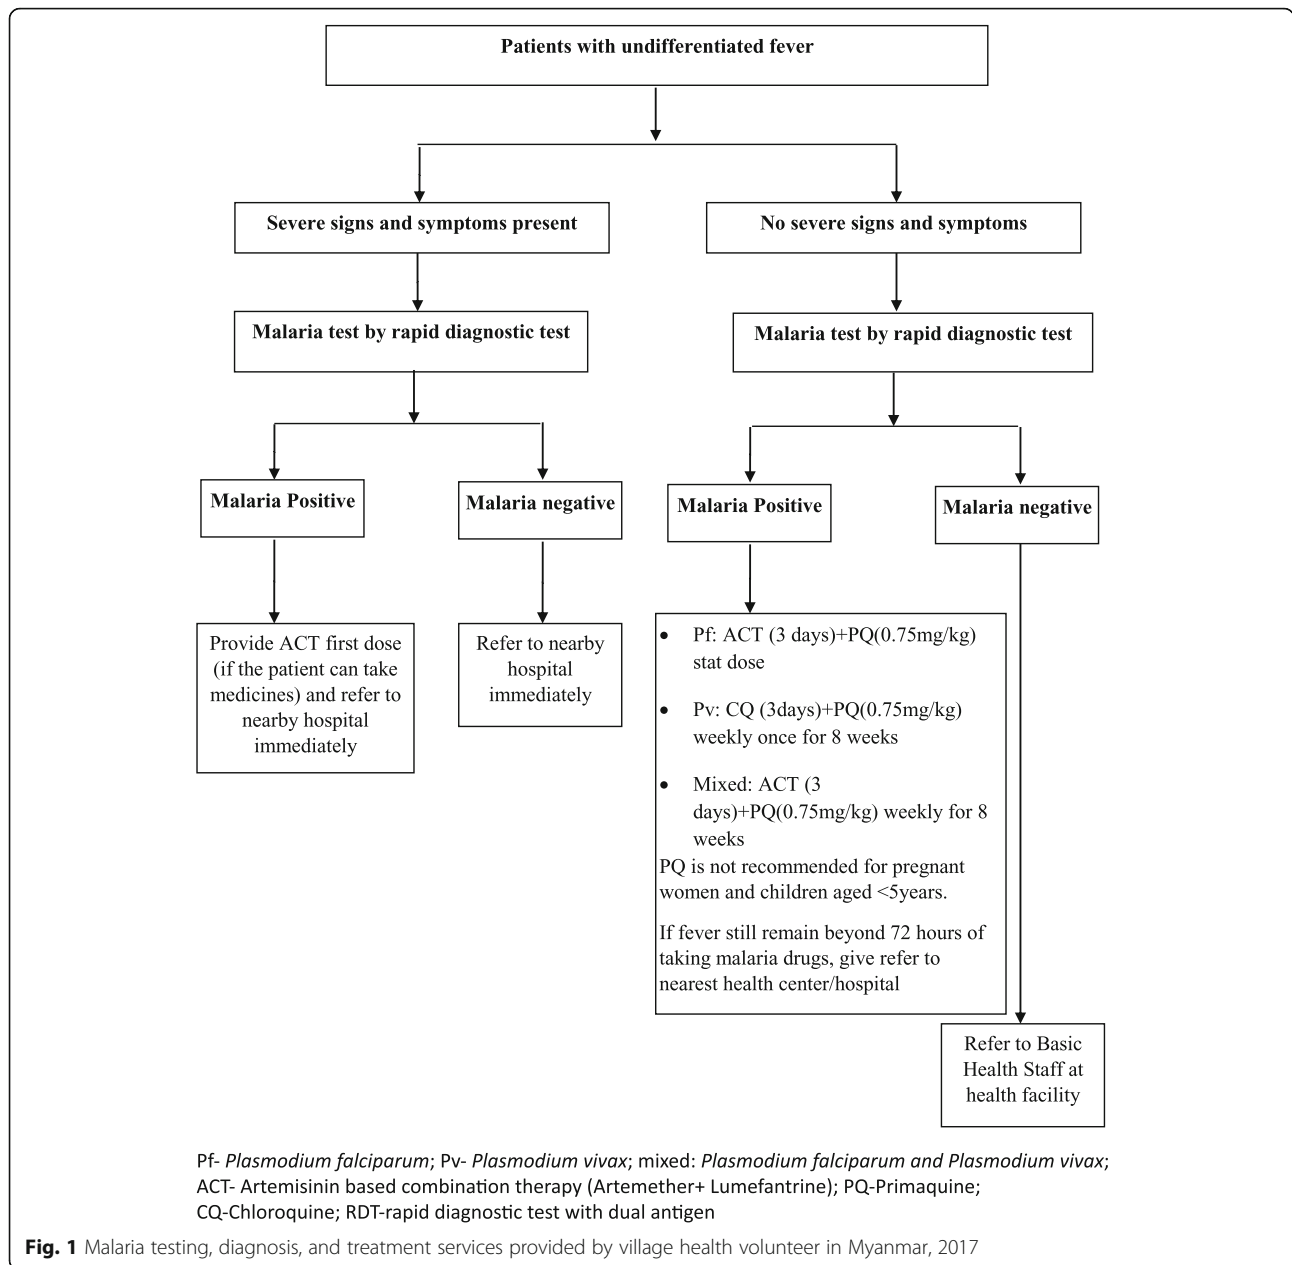 Patients with undifferentiated fever
Severe signs and symptoms present
No severe signs and symptoms
Malaria test by rapid diagnostic test
Malaria test by rapid diagnostic test
Malaria Positive
Malaria negative
Malaria Positive
Malaria negative
Provide ACT first dose
(if the patient can take
medicines) and refer to
nearby hospital
immediately
Refer to nearby
hospital
immediately
• Pf: ACT (3 days)+PQ(0.75mg/kg)
stat dose
• Pv: CQ (3days)+PQ(0.75mg/kg)
weekly once for 8 weeks
• Mixed: ACT (3
days)+PQ(0.75mg/kg) weekly for 8
weeks
PQ is not recommended for pregnant
women and children aged <5years.
If fever still remain beyond 72 hours of
taking malaria drugs, give refer to
nearest health center/hospital
Refer to Basic
Health Staff at
health facility
Pf- Plasmodium falciparum; Pv- Plasmodium vivax; mixed: Plasmodium falciparum and Plasmodium vivax;
ACT- Artemisinin based combination therapy (Artemether+ Lumefantrine); PQ-Primaquine;
CQ-Chloroquine; RDT-rapid diagnostic test with dual antigen
Fig. 1 Malaria testing, diagnosis, and treatment services provided by village health volunteer in Myanmar, 2017